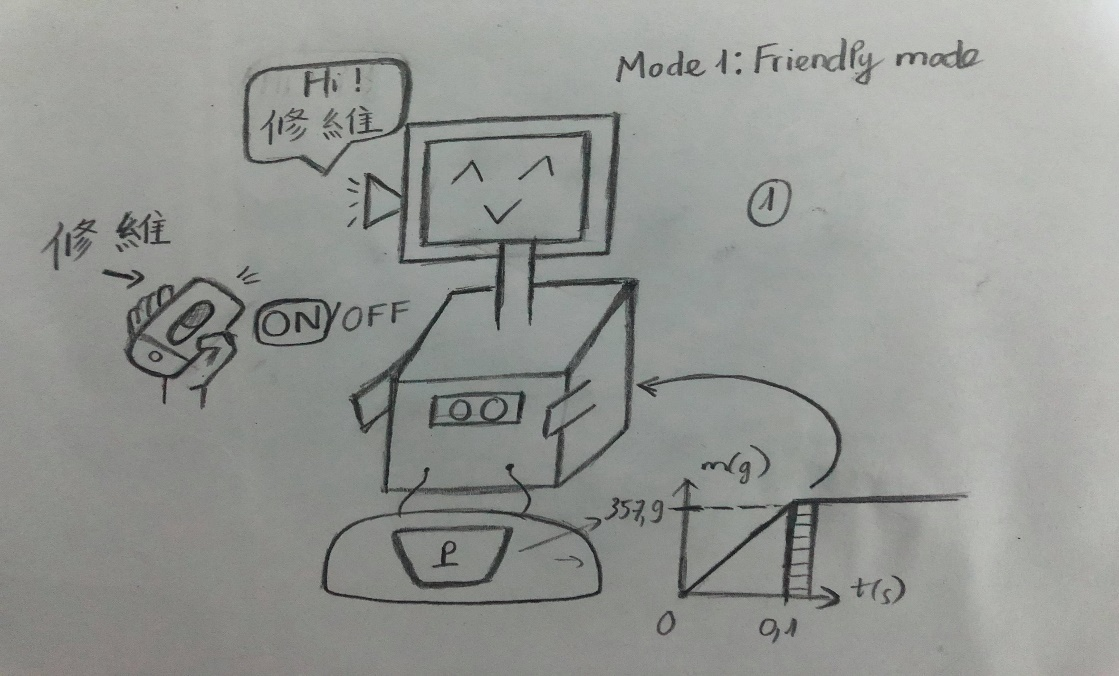 Mode 1: Friendly mode
Hi!
修維
1
修維
ON/OFF
m(g)
357,9
P
t(s)
0
0,1